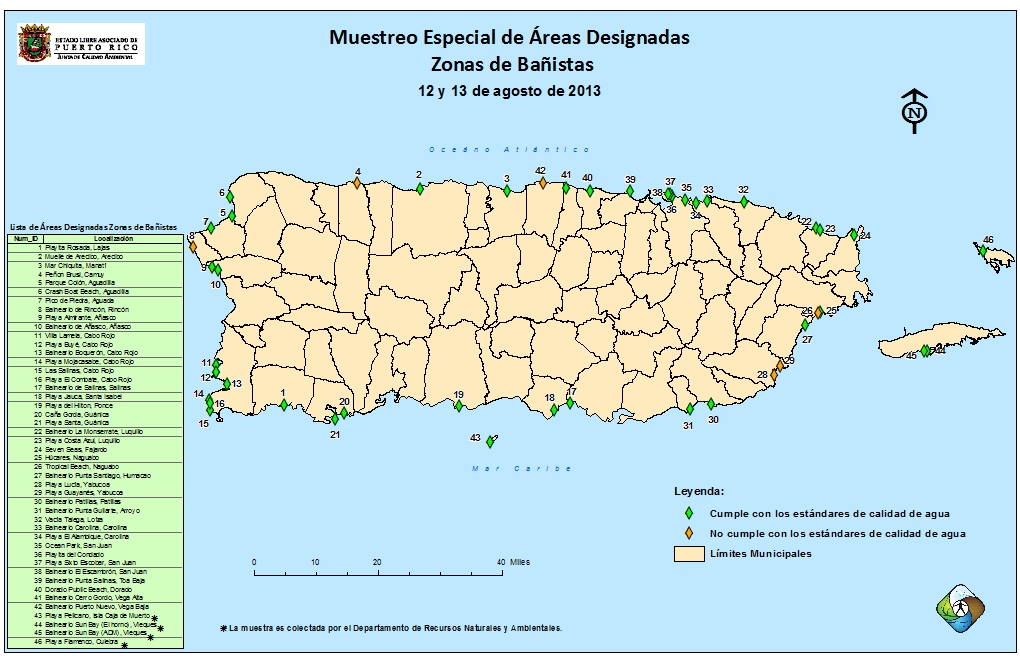 ESTADO LIBRE ASOCIADO DE
PUERTO RICO
JUNTA DE CALIDAD AMBIENTAL
Muestreo Especial de Áreas Designadas
Zonas de Bañistas
12 y 13 de agosto de 2013
N
Océano Atlántico
4
2
3
42
41
40
39
38
37
36
35
34
33
32
22
23
24
46
6
5
7
8
9
10
26
25
27
45
44
29
28
11
12
13
14
16
15
1
20
21
19
18
17
31
30
43
Mar Caribe
Lista de Áreas Designadas Zonas de Bañistas
Num_ID Localización
1 Playita Rosada, Lajas
2 Muelle de Arecibo, Arecibo
3 Mar Chiquita, Manatí
4 Peñon Brusi, Camuy
5 Parque Colón, Aguadilla
6 Crash Boat Beach, Aguadilla
7 Pico de Piedra, Aguada
8 Balneario de Rincón, Rincón
9 Playa Almirante, Añasco
10 Balneario de Añasco, Añasco
11 Villa Lamela, Cabo Rojo
12 Playa Buyé, Cabo Rojo
13 Balneario Boquerón, Cabo Rojo
14 Playa Mojacasabe, Cabo Rojo
15 Las Salinas, Cabo Rojo
16 Playa El Combate, Cabo Rojo
17 Balneario de Salinas, Salinas
18 Playa Jauca, Santa Isabel
19 Playa del Hilton, Ponce
20 Caña Gorda, Guánica
21 Playa Santa, Guánica
22 Balneario La Monserrate, Luquillo
23 Playa Costa Azul, Luquillo
24 Seven Seas, Fajardo
25 Húcares, Naguabo
26 Tropical Beach, Naguabo
27 Balneario Punta Santiago, Humacao
28 Playa Lucía, Yabucoa
29 Playa Guayanés, Yabucoa
30 Balneario Patillas, Patillas
31 Balneario Punta Guilarte, Arroyo
32 Vacía Talega, Loiza
33 Balneario Carolina, Carolina
34 Playa El Alambique, Carolina
35 Ocean Park, San Juan
36 Playita del Condado
37 Playa Sixto Escobar, San Juan
38 Balneario El Escambrón, San Juan
39 Balneario Punta Salinas, Toa Baja
40 Dorado Public Beach, Dorado
41 Balneario Cerro Gordo, Vega Alta
42 Balneario Puerto Nuevo, Vega Baja
43 Playa Pelicano, Isla Caja de Muerto *
44 Balneario Sun Bay (El horno), Vieques *
45 Balneario Sun Bay (ACM), Vieques *
46 Playa Flamenco, Culebra *
Leyenda:
Cumple con los estándares de calidad de agua
No cumple con los estándares de calidad de agua
Límites Municipales
0 10 20 40 Miles
* La muestra es colectada por el Departamento de Recursos Naturales y Ambientales.